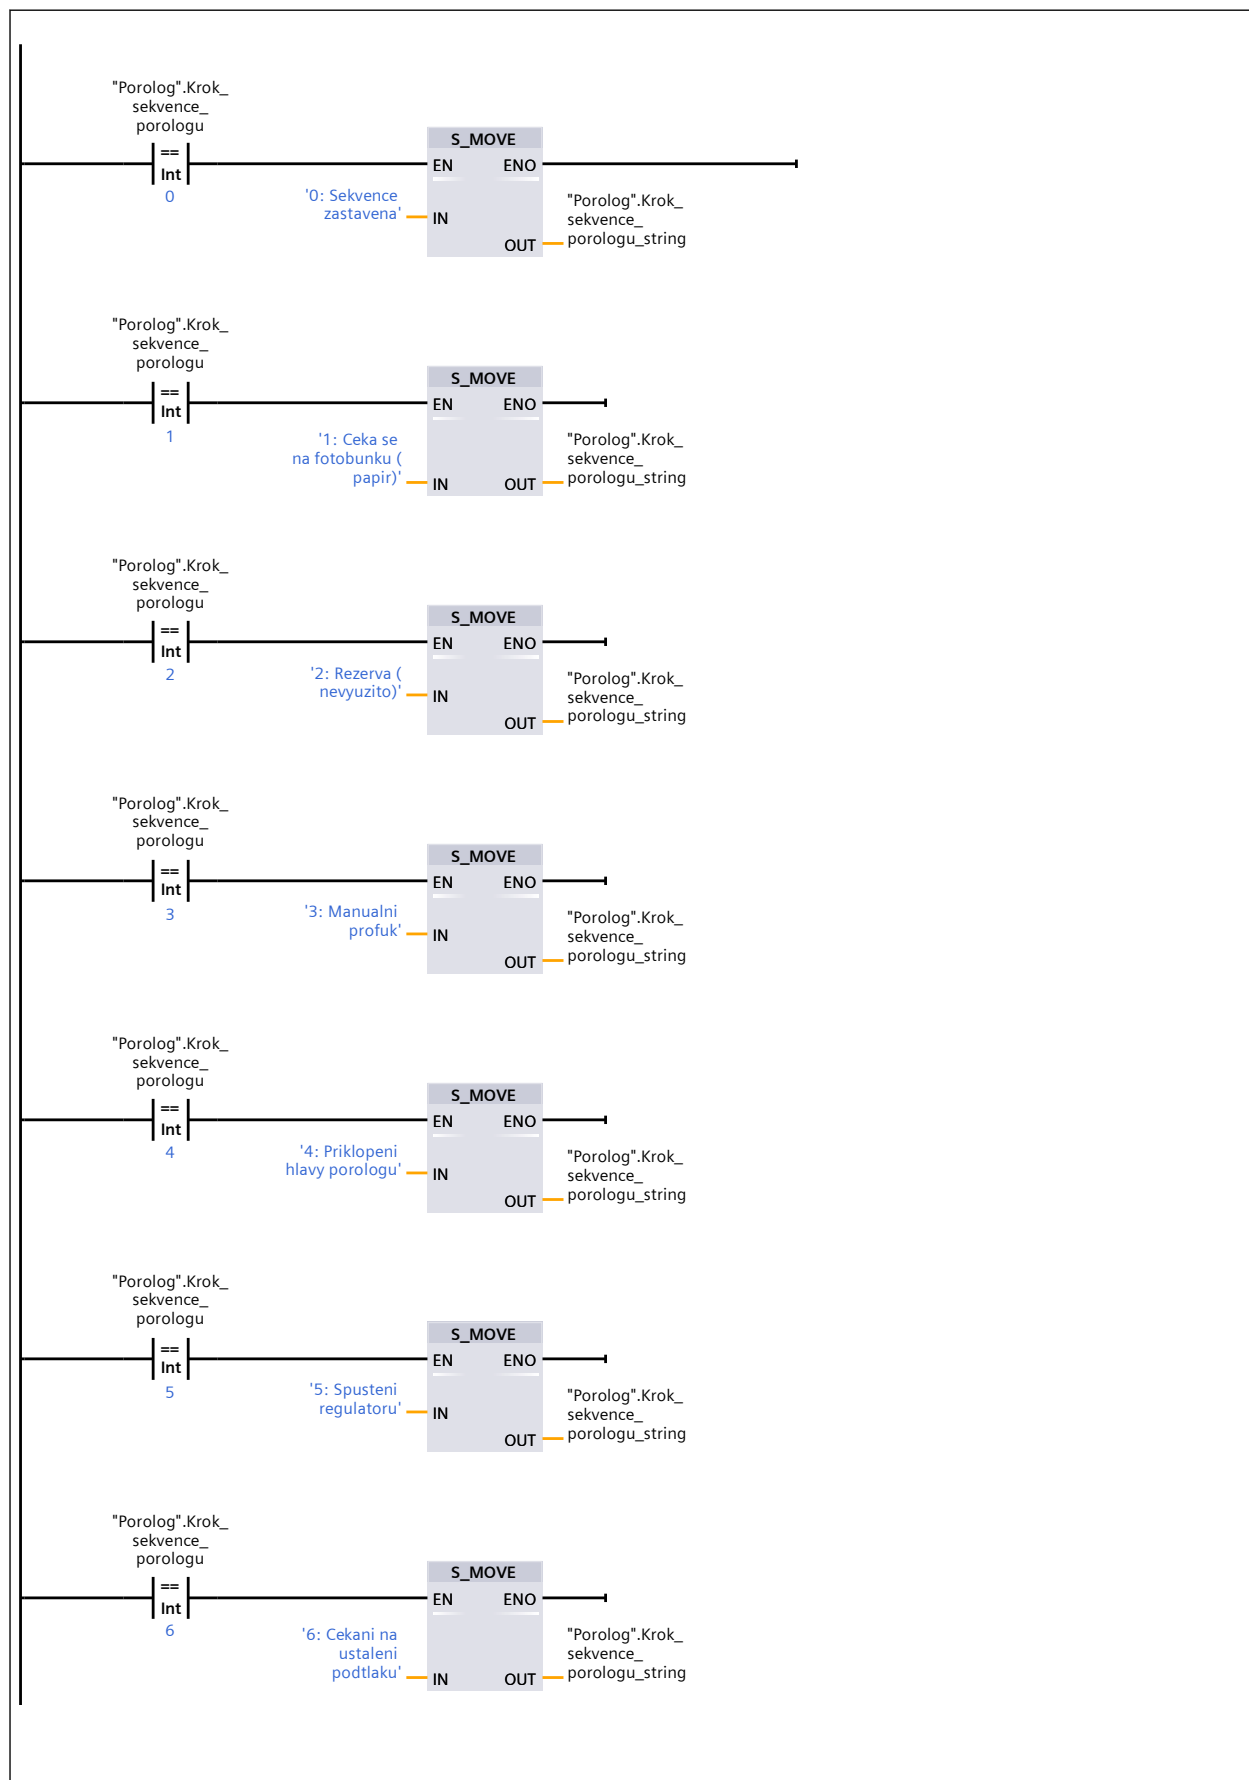 "Porolog".Krok_
sekvence_
porologu
==
Int
0
S_MOVE
EN ENO
'0: Sekvence
zastavena'
IN
OUT
"Porolog".Krok_
sekvence_
porologu_string
"Porolog".Krok_
sekvence_
porologu
==
Int
1
S_MOVE
EN ENO
'1: Ceka se
na fotobunku (
papir)'
IN OUT
"Porolog".Krok_
sekvence_
porologu_string
"Porolog".Krok_
sekvence_
porologu
==
Int
2
S_MOVE
EN ENO
'2: Rezerva (
nevyuzito)'
IN
OUT
"Porolog".Krok_
sekvence_
porologu_string
"Porolog".Krok_
sekvence_
porologu
==
Int
3
S_MOVE
EN ENO
'3: Manualni
profuk'
IN
OUT
"Porolog".Krok_
sekvence_
porologu_string
"Porolog".Krok_
sekvence_
porologu
==
Int
4
S_MOVE
EN ENO
'4: Priklopeni
hlavy porologu'
IN
OUT
"Porolog".Krok_
sekvence_
porologu_string
"Porolog".Krok_
sekvence_
porologu
==
Int
5
S_MOVE
EN ENO
'5: Spusteni
regulatoru'
IN
OUT
"Porolog".Krok_
sekvence_
porologu_string
"Porolog".Krok_
sekvence_
porologu
==
Int
6
S_MOVE
EN ENO
'6: Cekani na
ustaleni
podtlaku'
IN OUT
"Porolog".Krok_
sekvence_
porologu_string